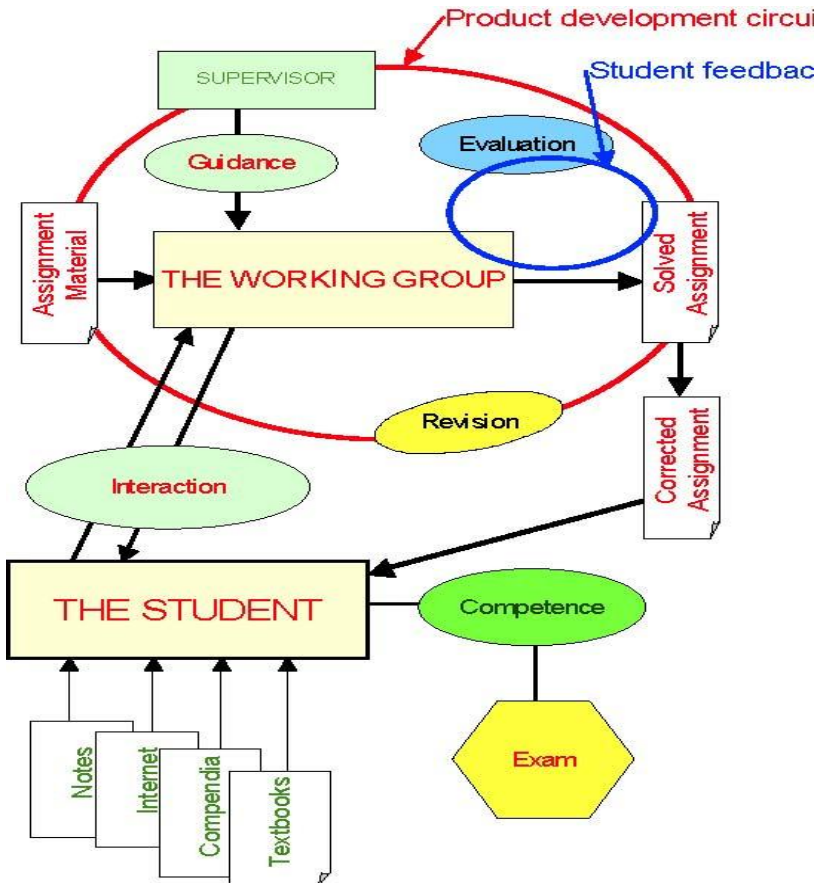 Product development circui
Student feedbac
SUPERVISOR
Evaluation
Guidance
Assignment
Material
THE WORKING GROUP
Solved
Assignment
Revision
Corrected
Assignment
Interaction
THE STUDENT
Competence
Notes
Internet
Compendia
Textbooks
Exam